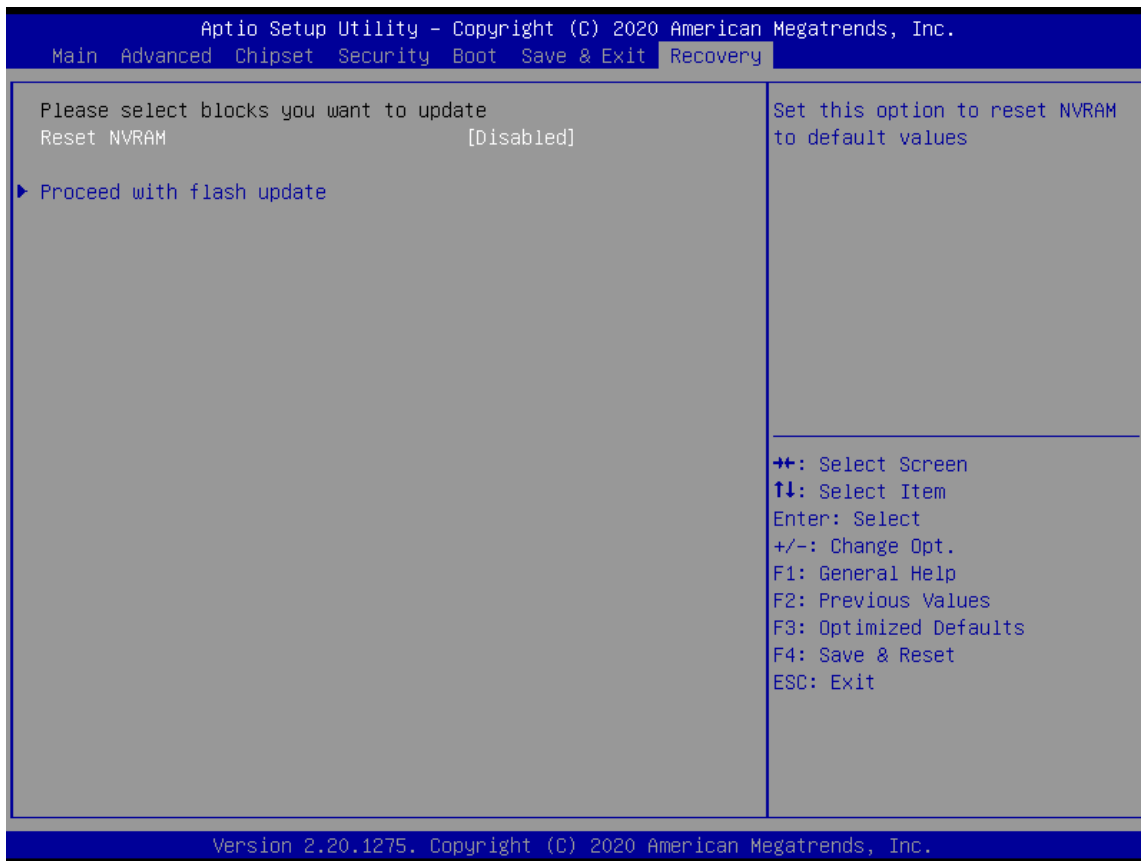 Aptio Setup Utility – Copyright (C) 2020 American Megatrends, Inc.
Main Advanced Chipset Security Boot Save & Exit Recovery
Please select blocks you want to update
Reset NVRAM [Disabled]
▶ Proceed with flash update
Set this option to reset NVRAM
to default values
→←: Select Screen
↑↓: Select Item
Enter: Select
+/-: Change Opt.
F1: General Help
F2: Previous Values
F3: Optimized Defaults
F4: Save & Reset
ESC: Exit
Version 2.20.1275. Copyright (C) 2020 American Megatrends, Inc.